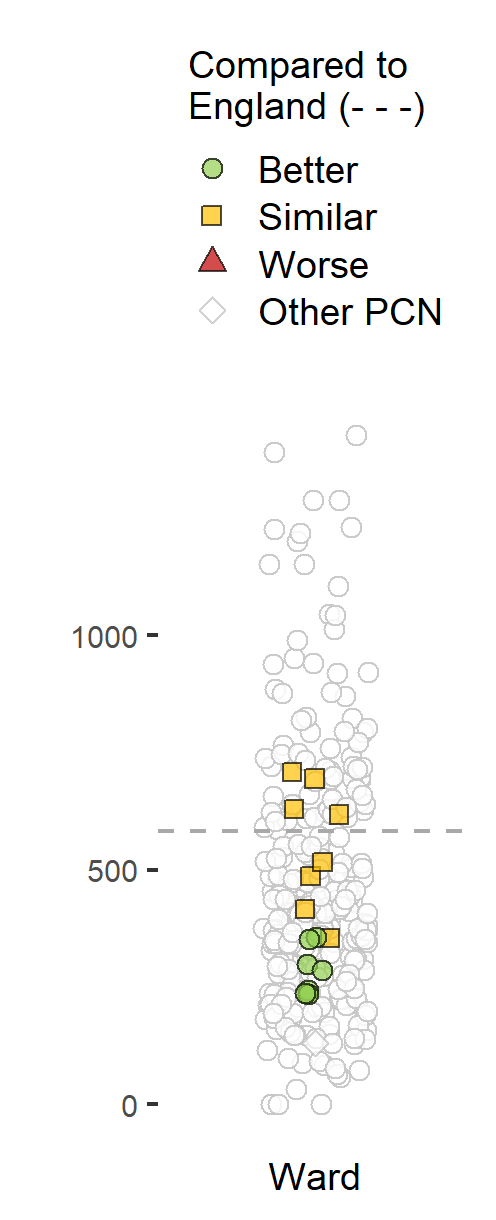 Compared to
England (- - -)
Better
Similar
Worse
Other PCN
1000
500
0
Ward